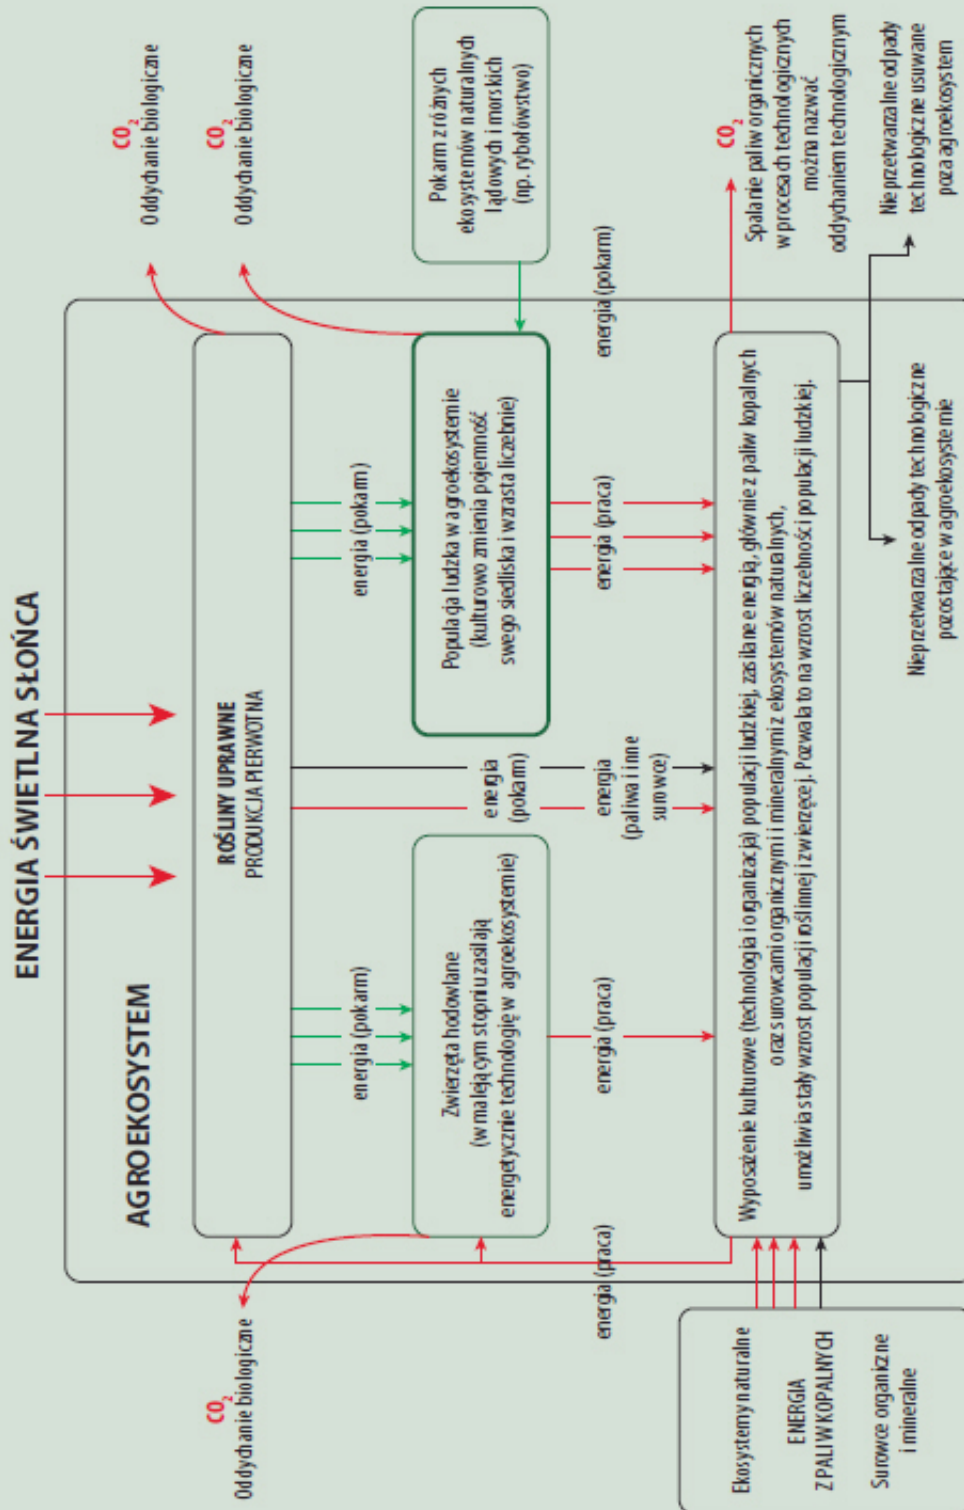 ENERGIA ŚWIETLNA SŁOŃCA
AGROEKOSYSTEM
ROŚLINY UPRAWNE
PRODUKCJA PIERWOTNA
CO2
Oddychanie biologiczne
CO2
Oddychanie biologiczne
CO2
Oddychanie biologiczne
energia (pokarm)
energia (pokarm)
energia
(pokarm)
Zwierzęta hodowlane
(w malejącym stopniu zasilają
energetycznie technologię w agroekosystemie)
Populacja ludzka w agroekosystemie
(kulturowo zmienia pojemność
swego siedliska i wzrasta liczebnie)
Pokarm z różnych
ekosystemów naturalnych
lądowych i morskich
(np. rybołówstwo)
energia (praca)
energia (praca)
energia
(paliwa i inne
surowce)
energia (praca)
energia (pokarm)
Ekosystemy naturalne
ENERGIA
Z PALIW KOPALNYCH
Surowce organiczne
i mineralne
Wyposażenie kulturowe (technologia i organizacja) populacji ludzkiej, zasilane energią, głównie z paliw kopalnych
oraz surowcami organicznymi i mineralnymi z ekosystemów naturalnych,
umożliwia stały wzrost populacji roślinnej i zwierzęcej. Pozwala to na wzrost liczebności populacji ludzkiej.
CO2
Spalanie paliw organicznych
w procesach technologicznych
można nazwać
oddychaniem technologicznym
Nieprzetwarzalne odpady technologiczne
pozostające w agroekosystemie
Nieprzetwarzalne odpady
technologiczne usuwane
poza agroekosystem